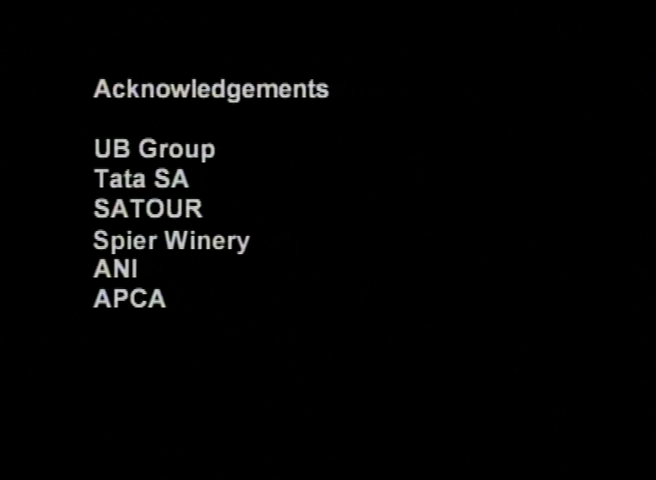 Acknowledgements
UB Group
Tata SA
SATOUR
Spier Winery
ANI
APCA